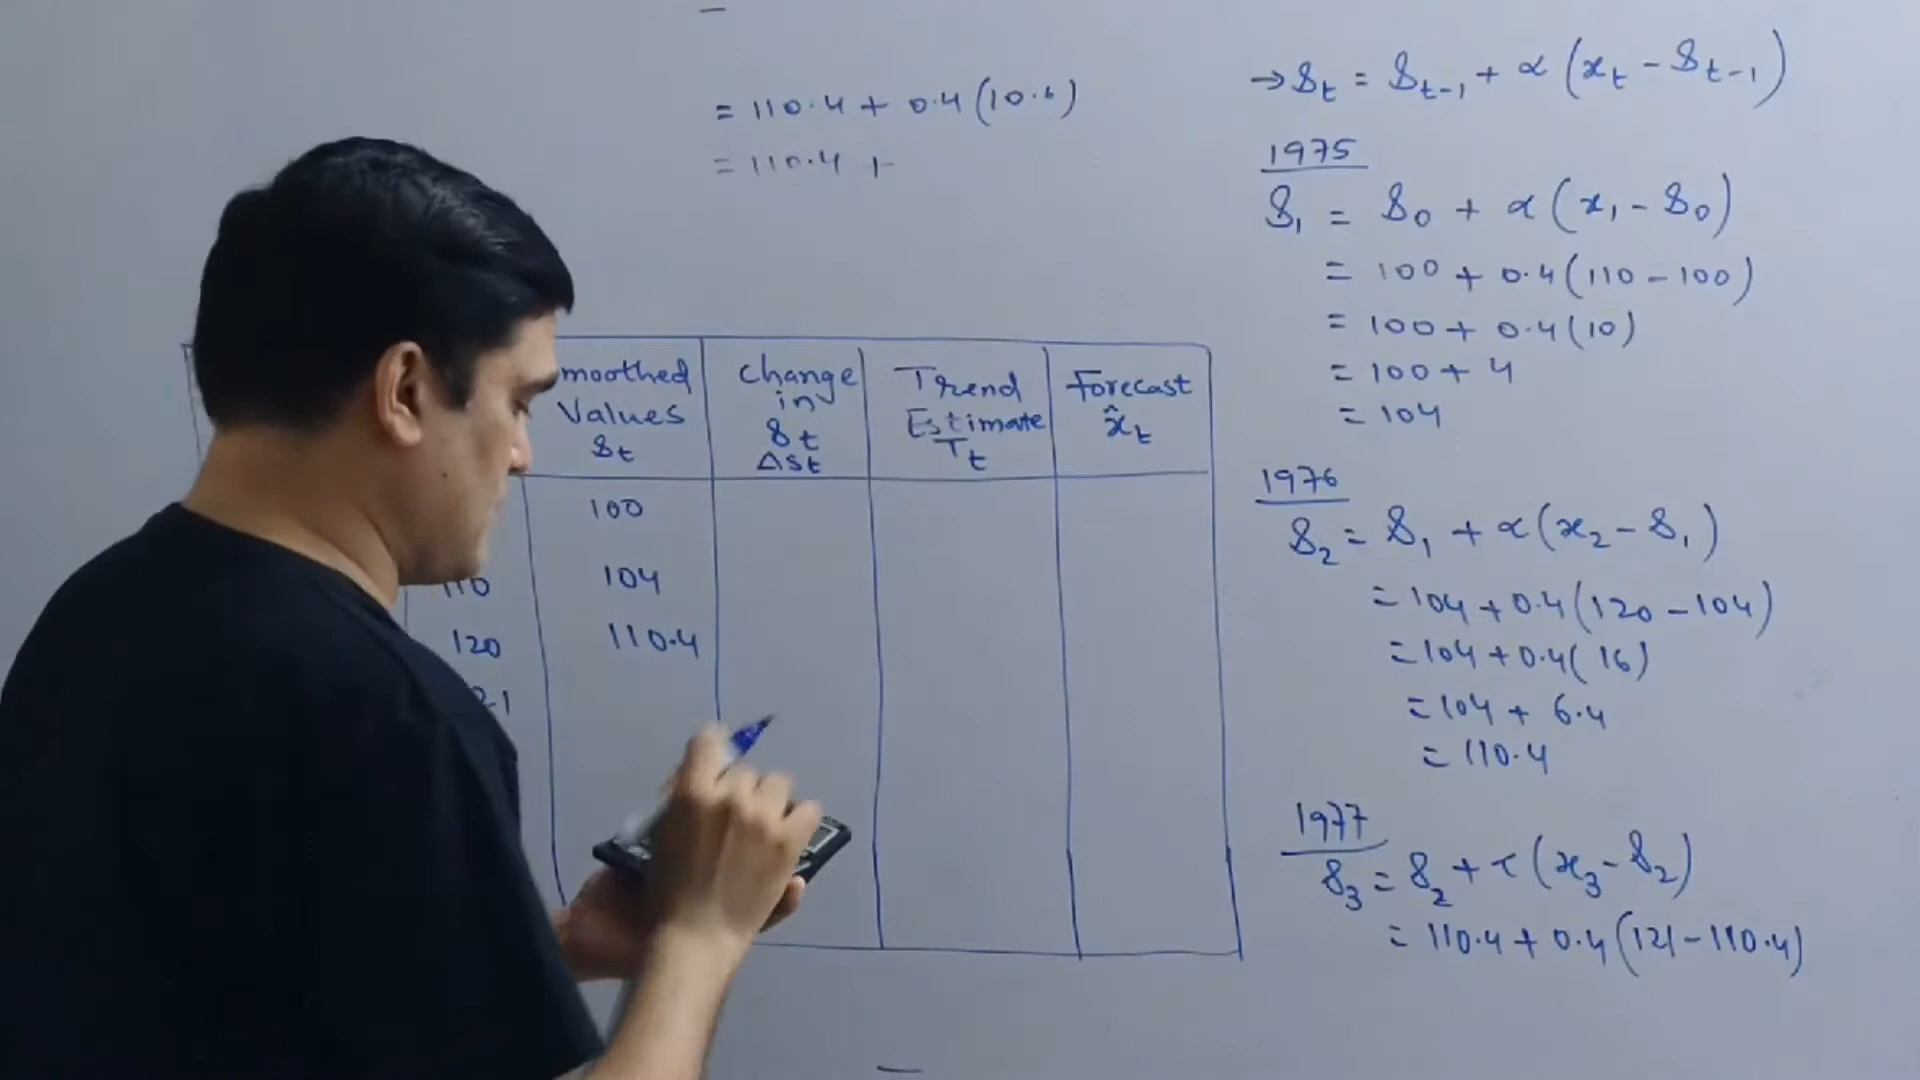 = 110.4 + 0.4 (10.6)
= 110.4 +
moothed Values St
Change in St ΔSt
Trend Estimate Tt
Forecast x̂t
100
110 104
120 110.4
21
→ St = St-1 + α (xt - St-1)
1975
S1 = S0 + α (x1 - S0)
= 100 + 0.4 (110 - 100)
= 100 + 0.4 (10)
= 100 + 4
= 104
1976
S2 = S1 + α (x2 - S1)
= 104 + 0.4 (120 - 104)
= 104 + 0.4 (16)
= 104 + 6.4
= 110.4
1977
S3 = S2 + α (x3 - S2)
= 110.4 + 0.4 (121 - 110.4)